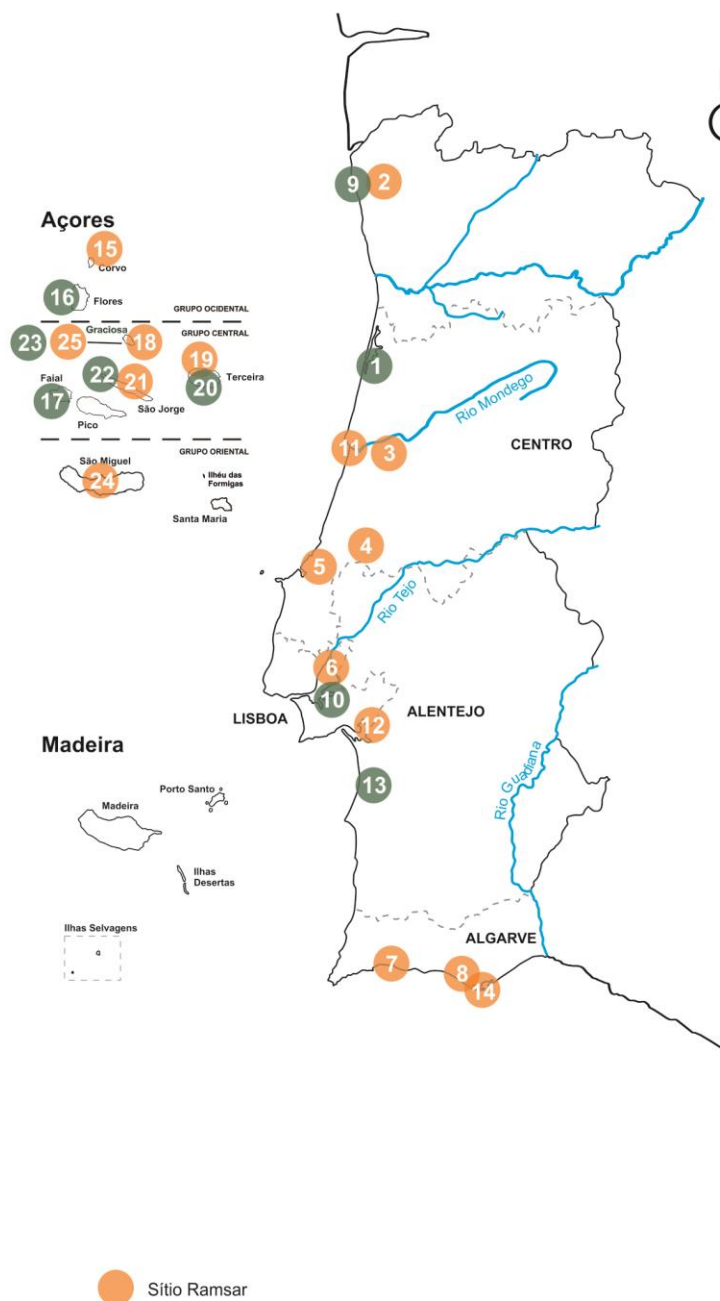 9
2
Açores
15
Corvo
16
Flores
GRUPO OCIDENTAL
Graciosa
GRUPO CENTRAL
23
25
18
19
1
22
21
Faial
Terceira
20
17
São Jorge
Pico
Rio Mondego
CENTRO
GRUPO ORIENTAL
11
3
São Miguel
24
Ilhéu das
Formigas
Santa Maria
4
5
Rio Tejo
6
10
LISBOA
ALENTEJO
12
Madeira
13
Rio Guadiana
Porto Santo
Madeira
Ilhas
Desertas
Ilhas Selvagens
ALGARVE
7
8
14
Sítio Ramsar